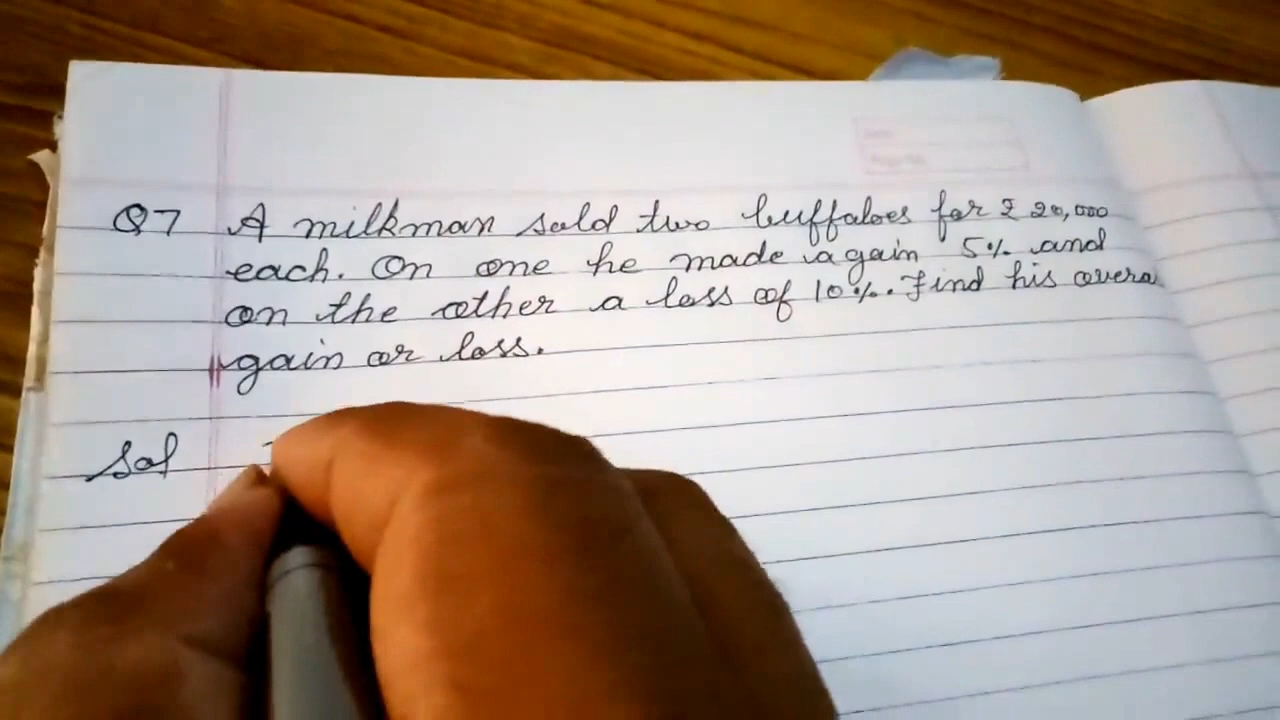 Q7 A milkman sold two buffaloes for ₹ 20,000
each. On one he made a gain 5% and
on the other a loss of 10%. Find his overa
gain or loss.
Sol